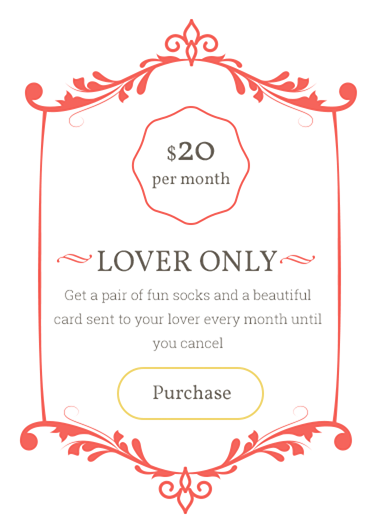 $20
per month
LOVER ONLY
Get a pair of fun socks and a beautiful
card sent to your lover every month until
you cancel
Purchase